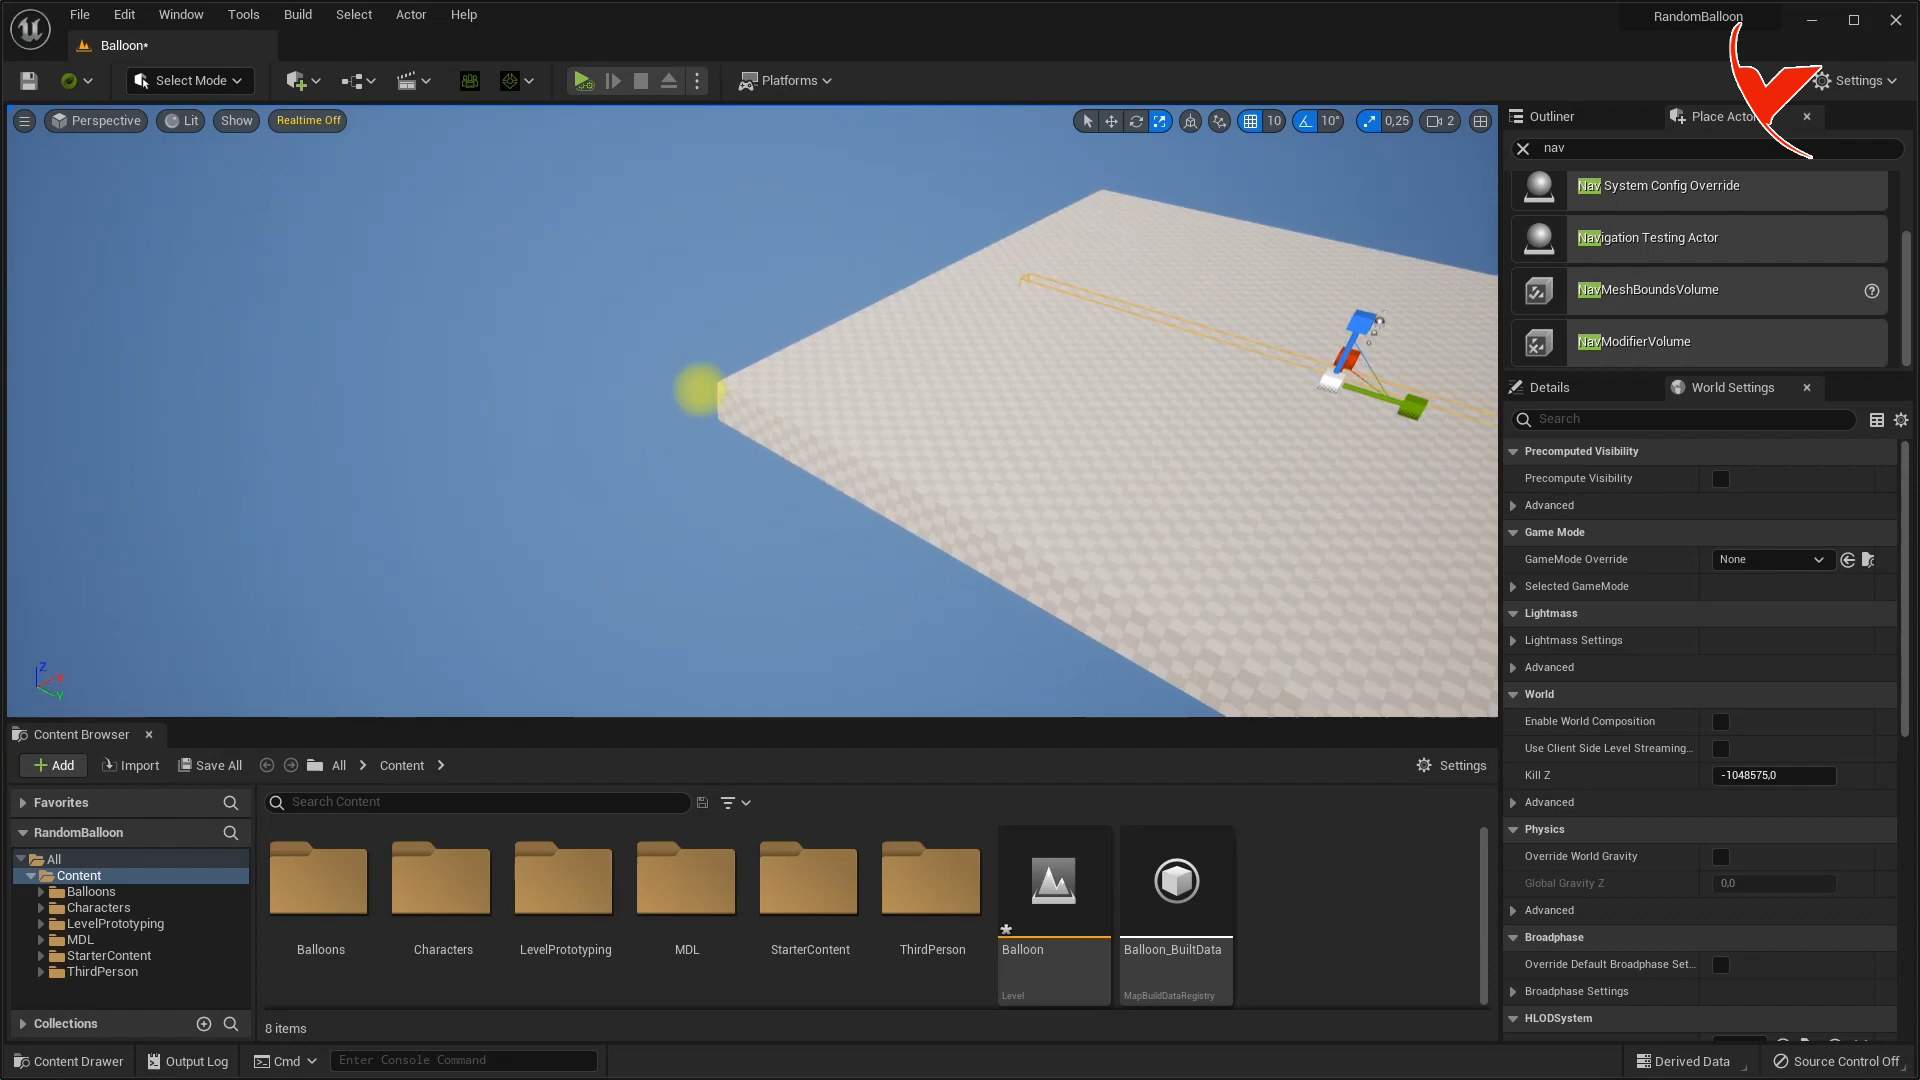 File Edit Window Tools Build Select Actor Help
RandomBalloon
Balloon*
Select Mode
Platforms
Settings
Perspective
Lit
Show
Realtime Off
10
10°
0,25
2
Outliner
Place Acto
nav
Nav System Config Override
Navigation Testing Actor
NavMeshBoundsVolume
NavModifierVolume
Details
World Settings
Search
Precomputed Visibility
Precompute Visibility
Advanced
Game Mode
GameMode Override
None
Selected GameMode
Lightmass
Lightmass Settings
Advanced
World
Enable World Composition
Use Client Side Level Streaming...
Kill Z
-1048575,0
Advanced
Physics
Override World Gravity
Global Gravity Z
0,0
Advanced
Broadphase
Override Default Broadphase Set...
Broadphase Settings
HLODSystem
Z
X
Y
Content Browser
Add
Import
Save All
All
Content
Settings
Favorites
RandomBalloon
All
Content
Balloons
Characters
LevelPrototyping
MDL
StarterContent
ThirdPerson
Collections
Search Content
Balloons
Characters
LevelPrototyping
MDL
StarterContent
ThirdPerson
Balloon
Level
Balloon_BuiltData
MapBuildDataRegistry
8 items
Content Drawer
Output Log
Cmd
Enter Console Command
Derived Data
Source Control Off